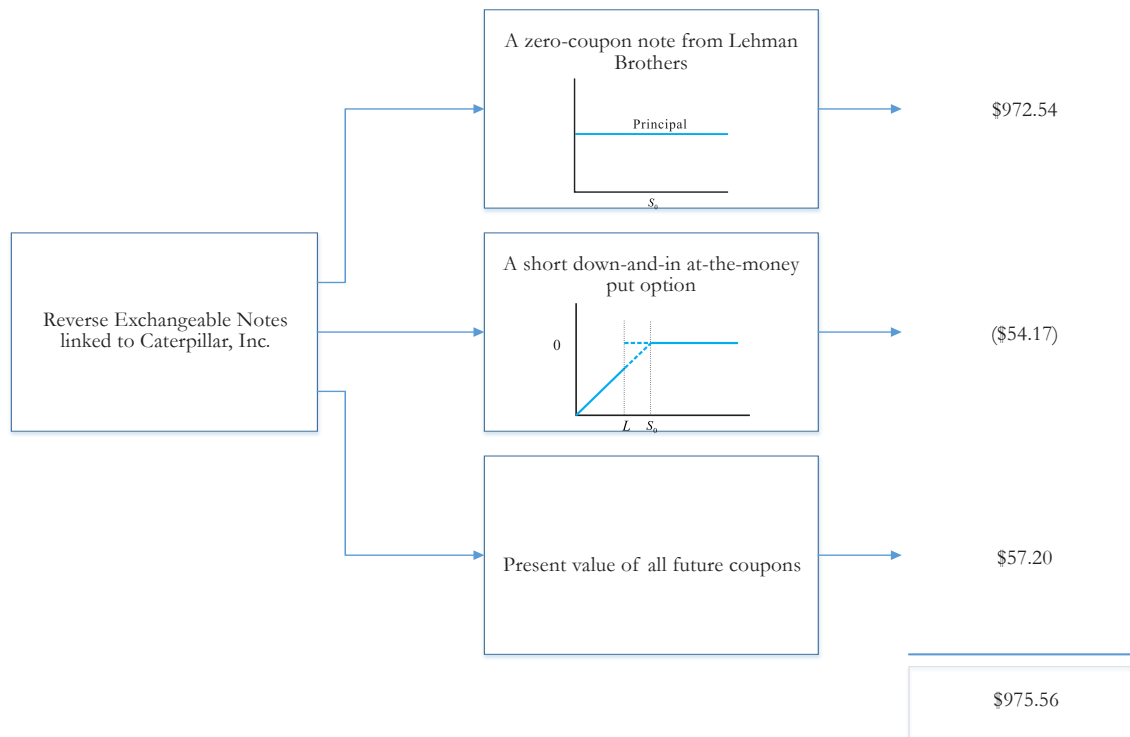 A zero-coupon note from Lehman
Brothers
Principal
S₀
$972.54
Reverse Exchangeable Notes
linked to Caterpillar, Inc.
A short down-and-in at-the-money
put option
0
L S₀
($54.17)
Present value of all future coupons
$57.20
$975.56